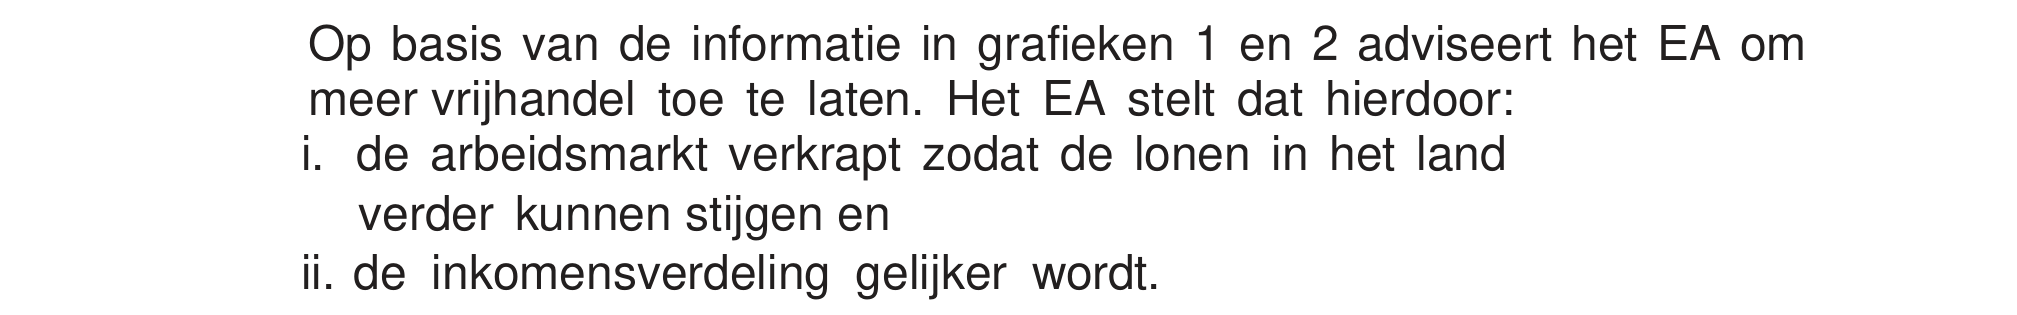 Op basis van de informatie in grafieken 1 en 2 adviseert het EA om
meer vrijhandel toe te laten. Het EA stelt dat hierdoor:
i. de arbeidsmarkt verkrapt zodat de lonen in het land
verder kunnen stijgen en
ii. de inkomensverdeling gelijker wordt.